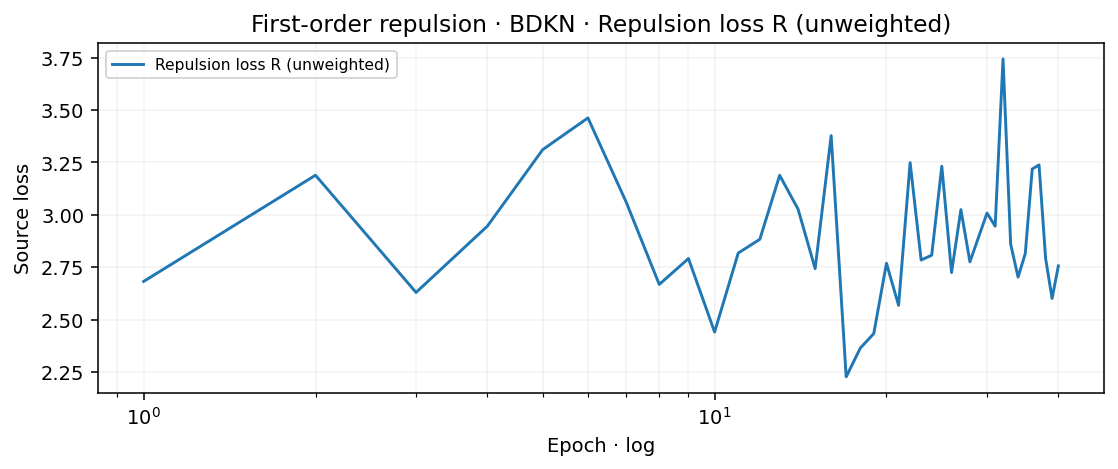 First-order repulsion · BDKN · Repulsion loss R (unweighted)
Repulsion loss R (unweighted)
Source loss
3.75
3.50
3.25
3.00
2.75
2.50
2.25
10⁰
10¹
Epoch · log